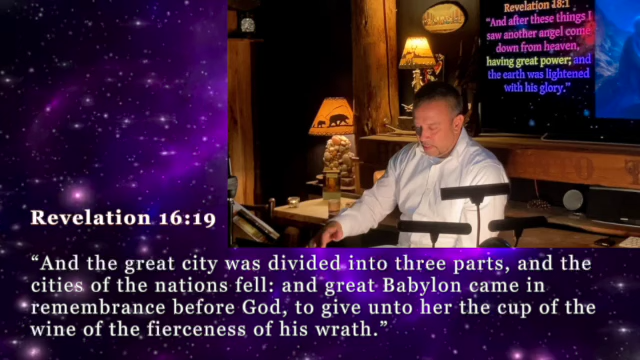 Revelation 18:1
“And after these things I
saw another angel come
down from heaven,
having great power; and
the earth was lightened
with his glory.”
Revelation 16:19
“And the great city was divided into three parts, and the
cities of the nations fell: and great Babylon came in
remembrance before God, to give unto her the cup of the
wine of the fierceness of his wrath.”